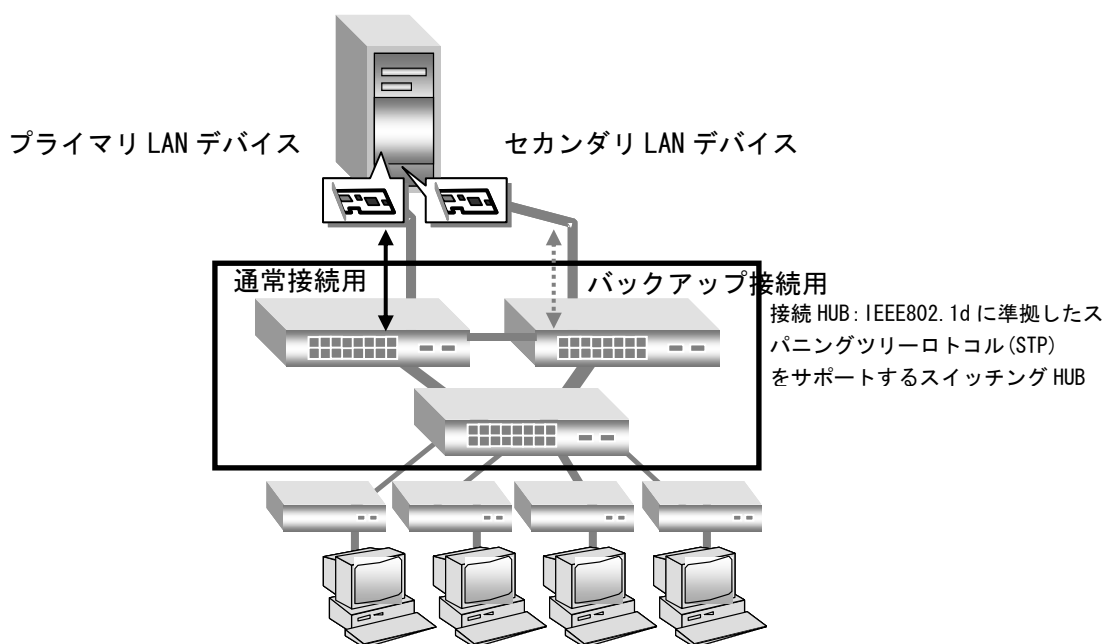 プライマリ LAN デバイス
セカンダリ LAN デバイス
通常接続用
バックアップ接続用
接続 HUB：IEEE802.1d に準拠したス
パニングツリーロトコル(STP)
をサポートするスイッチング HUB